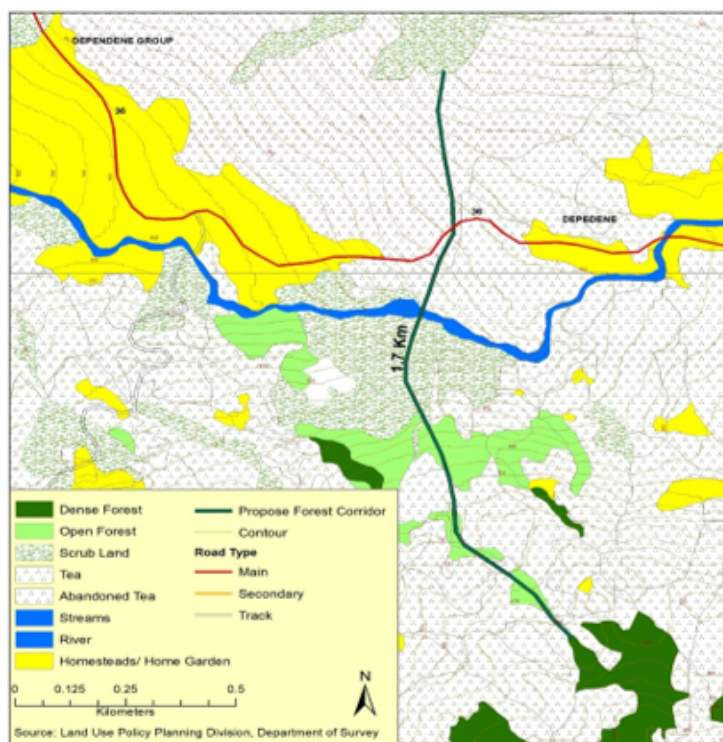 DEPENDENE GROUP
36
36
DEPEDENE
1.7 Km
Dense Forest
Open Forest
Scrub Land
Tea
Abandoned Tea
Streams
River
Homesteads/ Home Garden
Propose Forest Corridor
Contour
Road Type
Main
Secondary
Track
N
0 0.125 0.25 0.5
Kilometers
Source: Land Use Policy Planning Division, Department of Survey